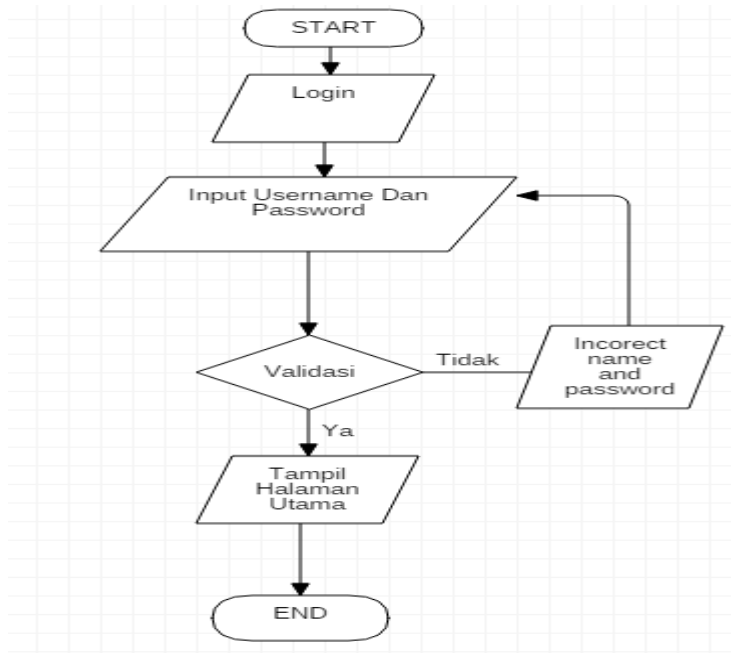 START
Login
Input Username Dan
Password
Validasi
Tidak
Incorect
name
and
password
Ya
Tampil
Halaman
Utama
END